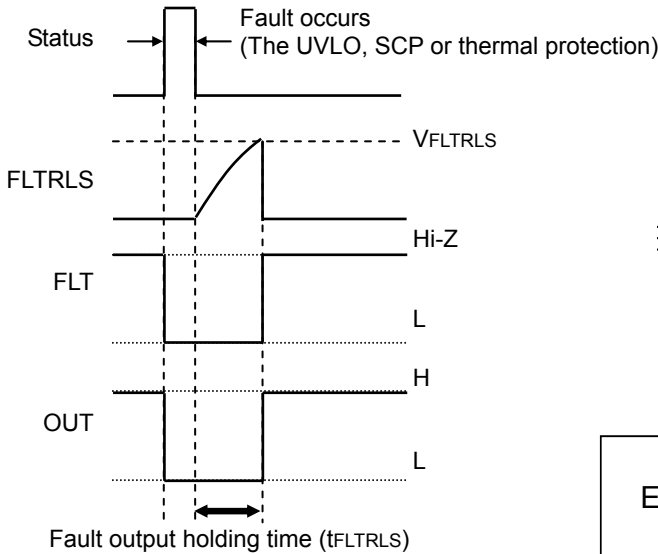 Status
Fault occurs
(The UVLO, SCP or thermal protection)
VFLTRLS
FLTRLS
Hi-Z
FLT
L
H
OUT
L
E
Fault output holding time (tFLTRLS)